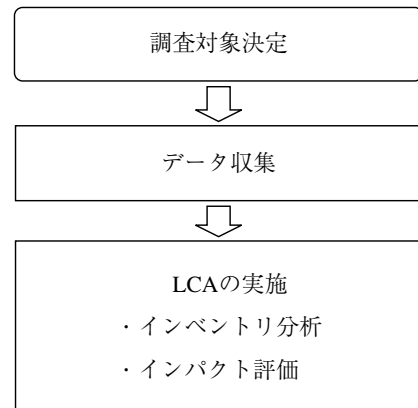 調査対象決定
データ収集
LCAの実施
・インベントリ分析
・インパクト評価